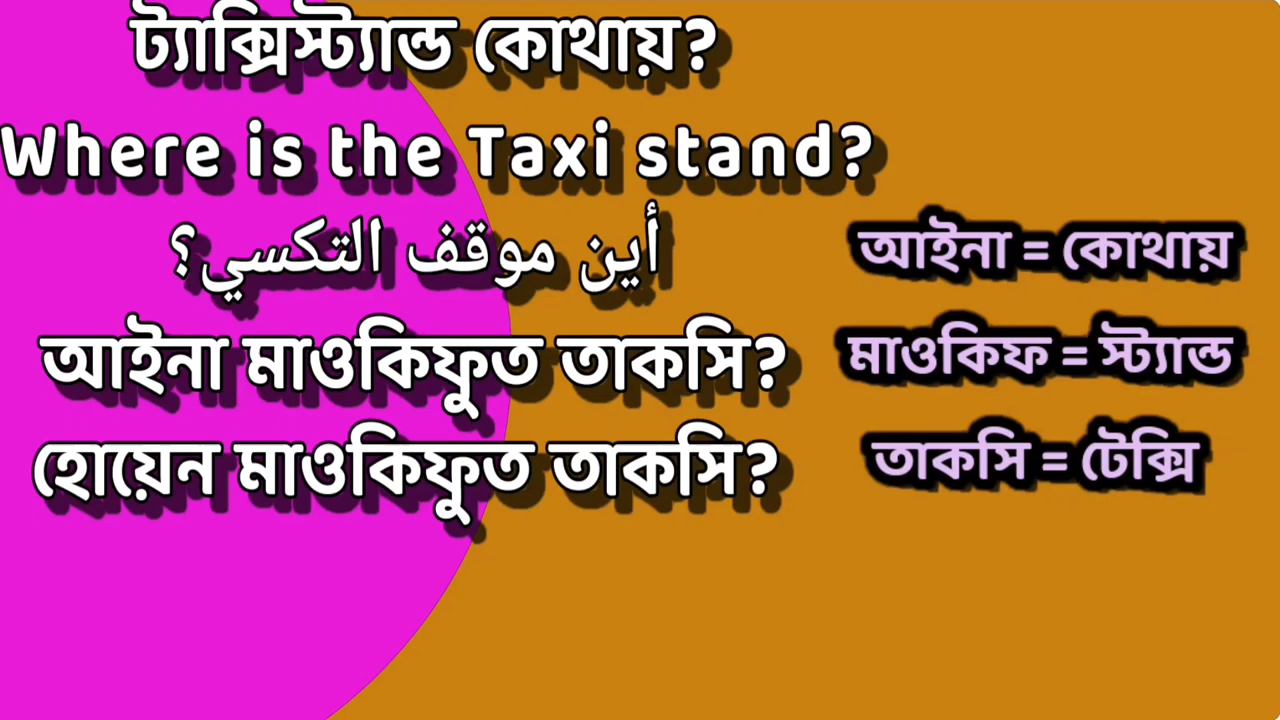 ট্যাক্সিস্ট্যান্ড কোথায়?
Where is the Taxi stand?
أين موقف التكسي؟
আইনা মাওকিফুত তাকসি?
হোয়েন মাওকিফুত তাকসি?
আইনা = কোথায়
মাওকিফ = স্ট্যান্ড
তাকসি = টেক্সি